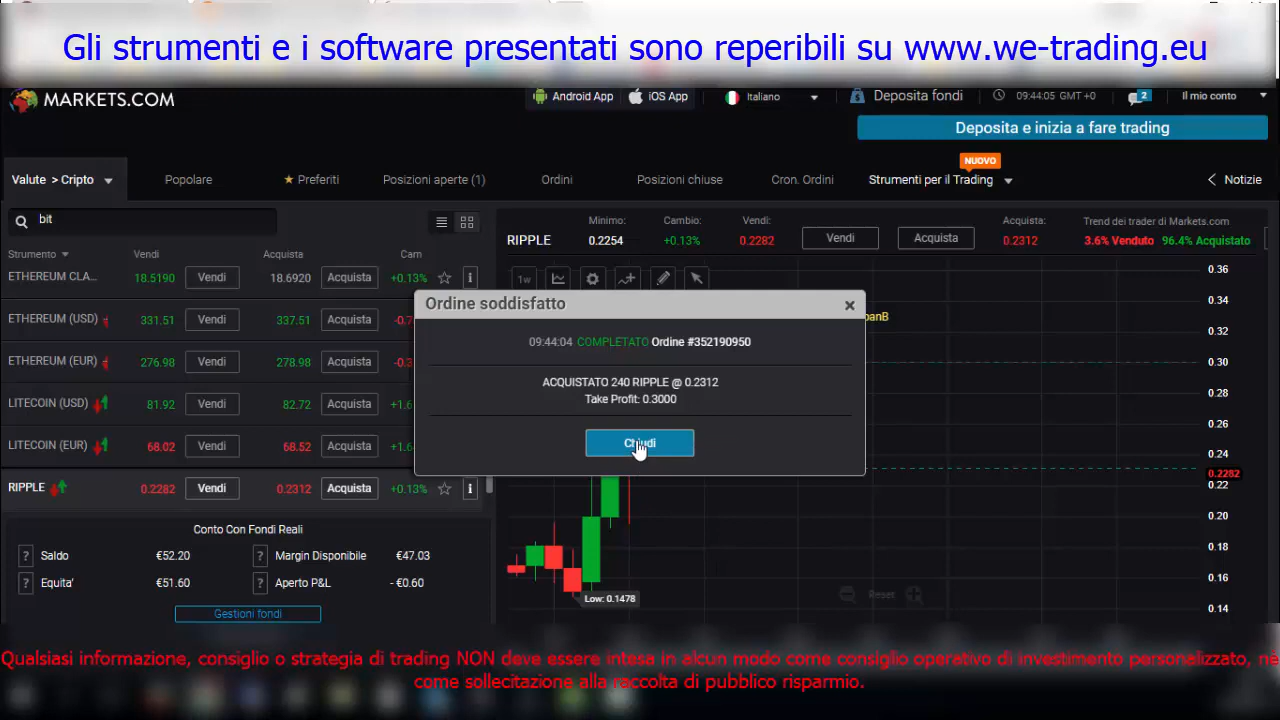 Gli strumenti e i software presentati sono reperibili su www.we-trading.eu
MARKETS.COM
Android App
iOS App
Italiano
Deposita fondi
09:44:05 GMT +0
2
Il mio conto
Deposita e inizia a fare trading
NUOVO
Valute > Cripto
Popolare
Preferiti
Posizioni aperte (1)
Ordini
Posizioni chiuse
Cron. Ordini
Strumenti per il Trading
Notizie
bit
Strumento
Vendi
Acquista
Cam
ETHEREUM CLA... 18.5190 Vendi 18.6920 Acquista +0.13% i
ETHEREUM (USD) 331.51 Vendi 337.51 Acquista
ETHEREUM (EUR) 276.98 Vendi 278.98 Acquista
LITECOIN (USD) 81.92 Vendi 82.72 Acquista
LITECOIN (EUR) 68.02 Vendi 68.52 Acquista
RIPPLE 0.2282 Vendi 0.2312 Acquista +0.13% i
Conto Con Fondi Reali
? Saldo €52.20 ? Margin Disponibile €47.03
? Equita' €51.60 ? Aperto P&L - €0.60
Gestioni fondi
RIPPLE
Minimo: 0.2254
Cambio: +0.13%
Vendi: 0.2282
Vendi
Acquista
Acquista: 0.2312
Trend dei trader di Markets.com
3.6% Venduto 96.4% Acquistato
1w
Ordine soddisfatto
09:44:04 COMPLETATO Ordine #352190950
ACQUISTATO 240 RIPPLE @ 0.2312
Take Profit: 0.3000
Chiudi
0.36
0.34
0.32
0.30
0.28
0.26
0.24
0.2282
0.22
0.20
0.18
0.16
0.14
Low: 0.1478
Reset
Qualsiasi informazione, consiglio o strategia di trading NON deve essere intesa in alcun modo come consiglio operativo di investimento personalizzato, nè
come sollecitazione alla raccolta di pubblico risparmio.